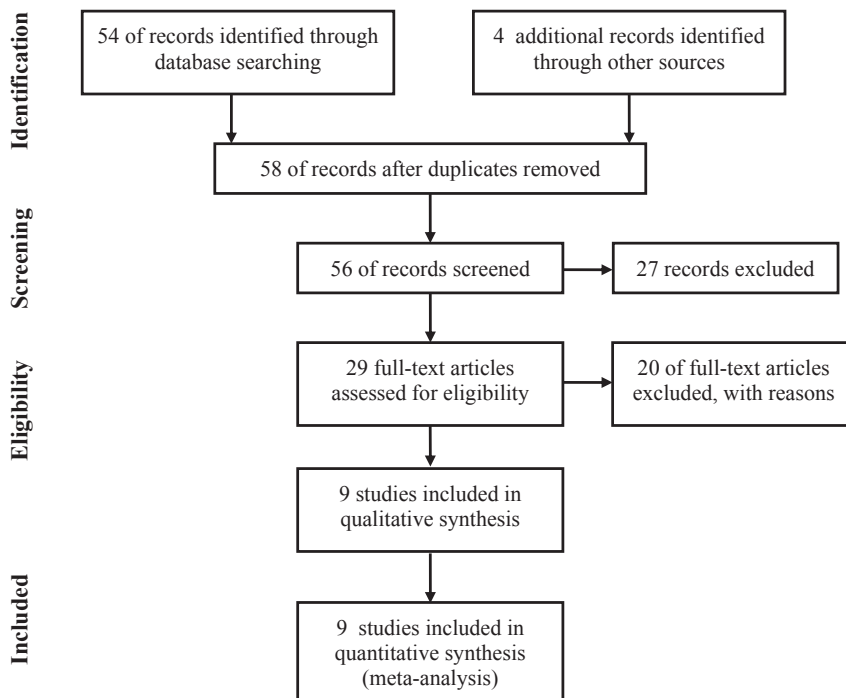 Identification
54 of records identified through
database searching
4 additional records identified
through other sources
58 of records after duplicates removed
Screening
56 of records screened
27 records excluded
Eligibility
29 full-text articles
assessed for eligibility
20 of full-text articles
excluded, with reasons
9 studies included in
qualitative synthesis
Included
9 studies included in
quantitative synthesis
(meta-analysis)